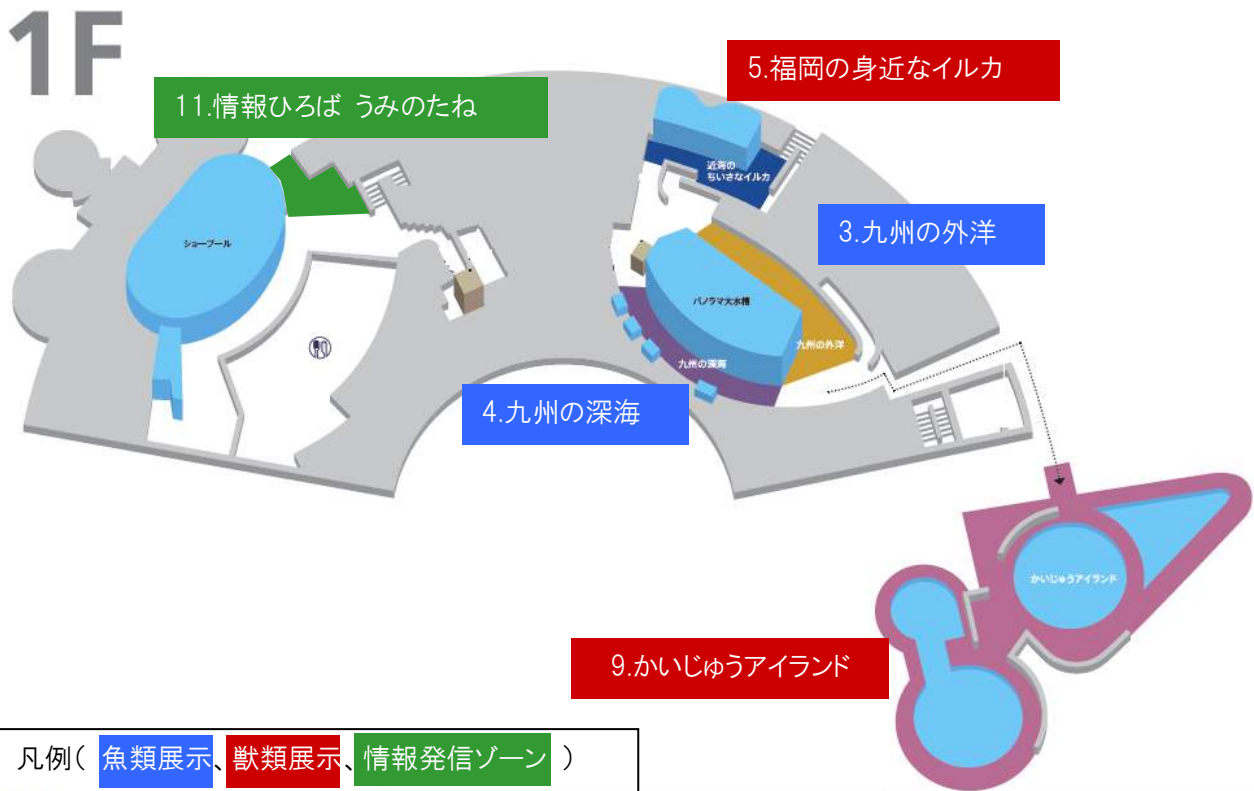 1F
5.福岡の身近なイルカ
11.情報ひろば うみのたね
近海の
ちいさなイルカ
3.九州の外洋
ショープール
パノラマ大水槽
九州の外洋
九州の深海
4.九州の深海
かいじゅうアイランド
9.かいじゅうアイランド
凡例( 魚類展示、獣類展示、情報発信ゾーン )